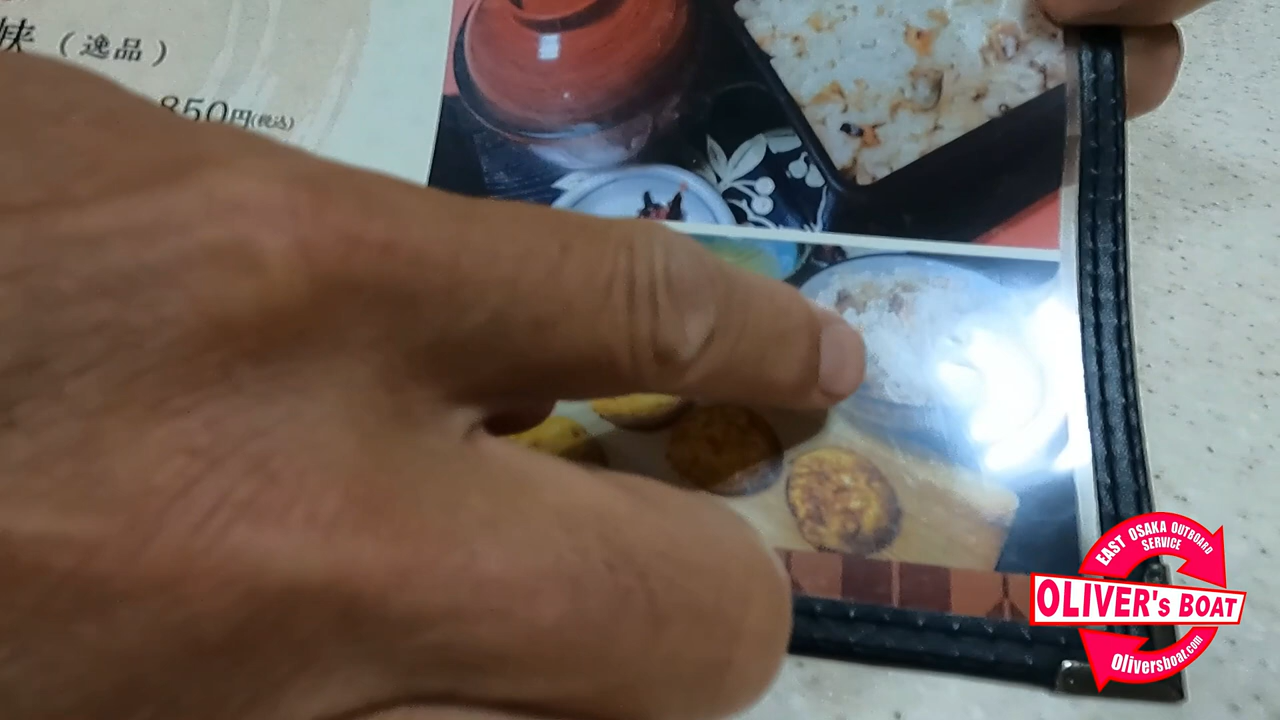 （逸品）
850円(税込)
EAST OSAKA OUTBOARD
SERVICE
OLIVER's BOAT
Oliversboat.com